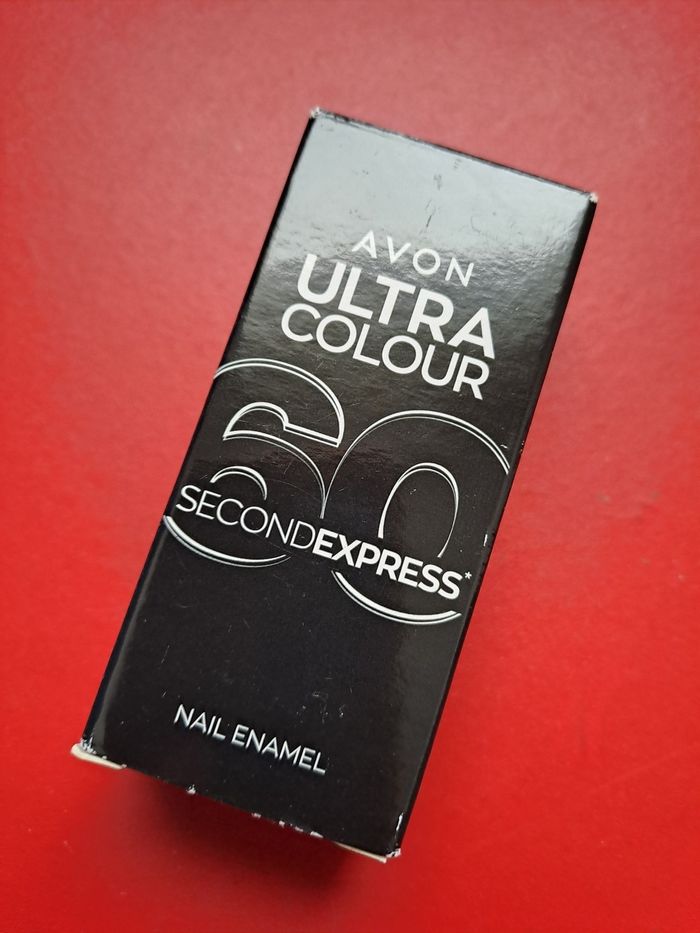 AVON
ULTRA
COLOUR
60
SECONDEXPRESS*
NAIL ENAMEL